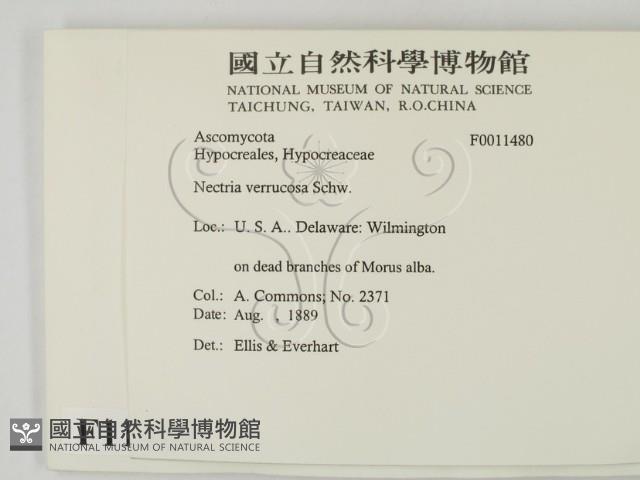 國立自然科學博物館
NATIONAL MUSEUM OF NATURAL SCIENCE
TAICHUNG, TAIWAN, R.O.CHINA
Ascomycota F0011480
Hypocreales, Hypocreaceae
Nectria verrucosa Schw.
Loc.: U. S. A.. Delaware: Wilmington
on dead branches of Morus alba.
Col.: A. Commons; No. 2371
Date: Aug. , 1889
Det.: Ellis & Everhart
國立自然科學博物館
NATIONAL MUSEUM OF NATURAL SCIENCE